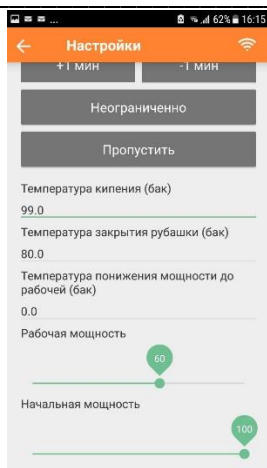 ... 62% 16:15
Настройки
+1 мин -1 мин
Неограниченно
Пропустить
Температура кипения (бак)
99.0
Температура закрытия рубашки (бак)
80.0
Температура понижения мощности до
рабочей (бак)
0.0
Рабочая мощность
60
Начальная мощность
100